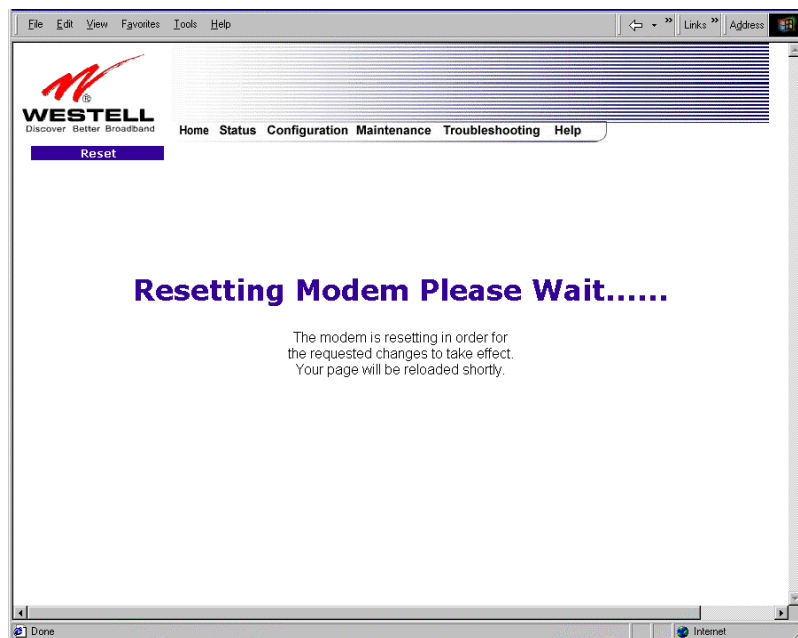 File Edit View Favorites Tools Help » Links » Address
WESTELL
®
Discover Better Broadband
Home Status Configuration Maintenance Troubleshooting Help
Reset
Resetting Modem Please Wait......
The modem is resetting in order for
the requested changes to take effect.
Your page will be reloaded shortly.
Done Internet